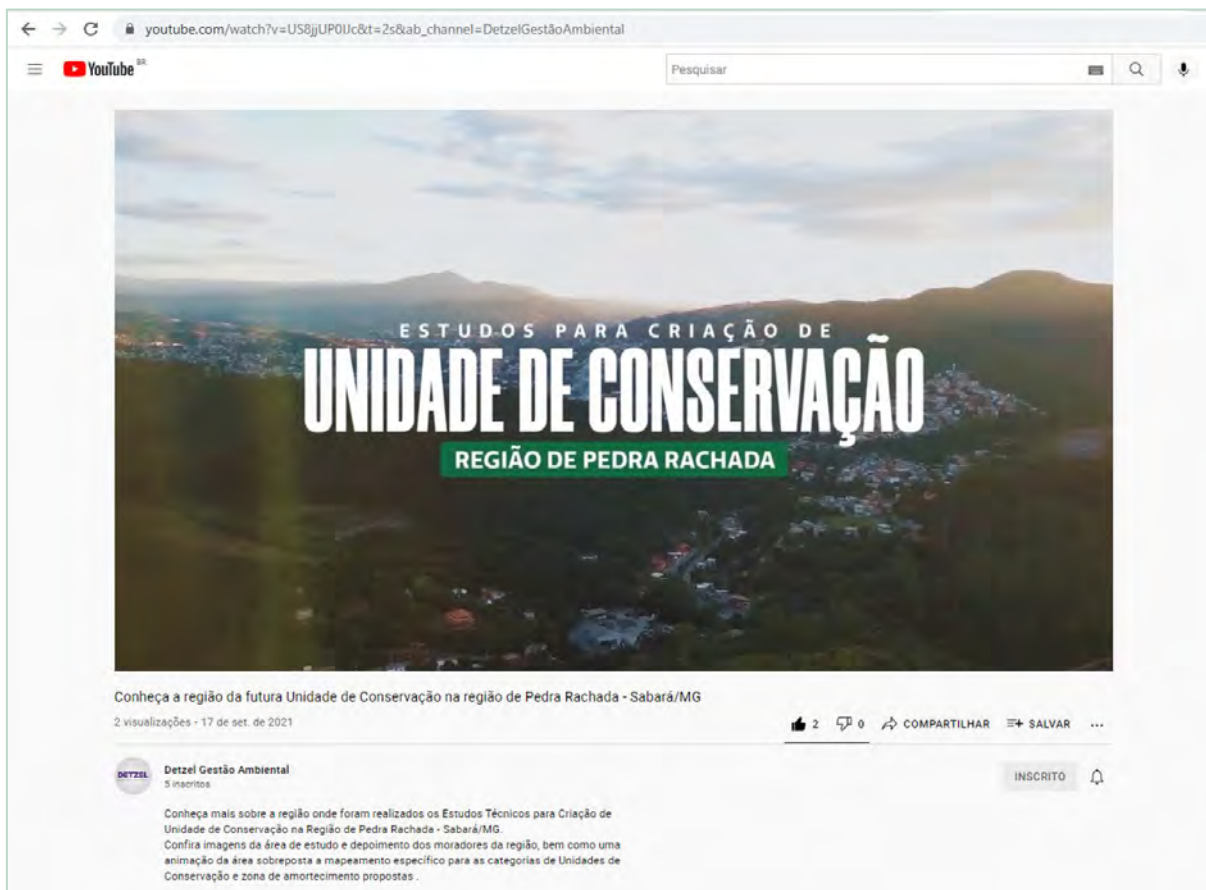 youtube.com/watch?v=US8jjUP0IJc&t=2s&ab_channel=DetzelGestãoAmbiental
YouTube BR
Pesquisar
ESTUDOS PARA CRIAÇÃO DE
UNIDADE DE CONSERVAÇÃO
REGIÃO DE PEDRA RACHADA
Conheça a região da futura Unidade de Conservação na região de Pedra Rachada - Sabará/MG
2 visualizações - 17 de set. de 2021
2 0 COMPARTILHAR SALVAR ...
DETZEL
Detzel Gestão Ambiental
5 inscritos
INSCRITO
Conheça mais sobre a região onde foram realizados os Estudos Técnicos para Criação de
Unidade de Conservação na Região de Pedra Rachada - Sabará/MG.
Confira imagens da área de estudo e depoimento dos moradores da região, bem como uma
animação da área sobreposta a mapeamento específico para as categorias de Unidades de
Conservação e zona de amortecimento propostas .